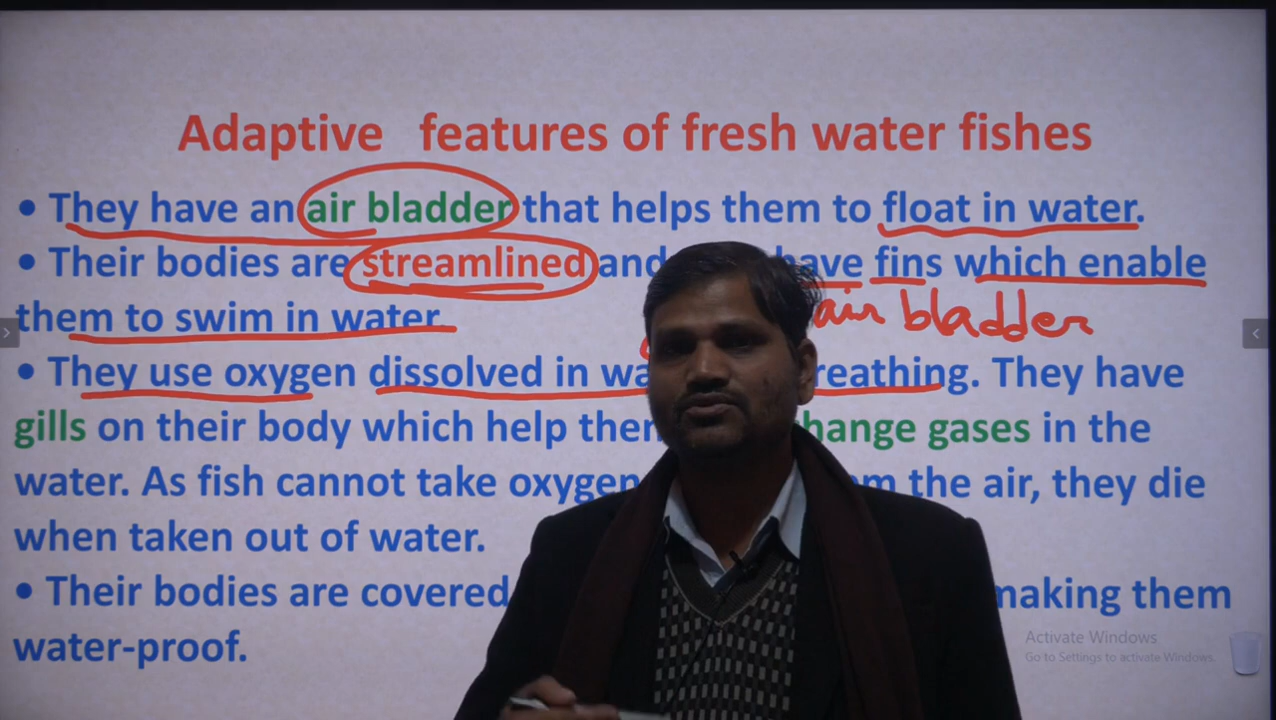 Adaptive features of fresh water fishes
• They have an air bladder that helps them to float in water.
• Their bodies are streamlined and have fins which enable
air bladder
them to swim in water
• They use oxygen dissolved in breathing. They have
gills on their body which help gases in the
water. As fish cannot take oxygen the air, they die
when taken out of water.
• Their bodies are covered making them
water-proof.
Activate Windows
Go to Settings to activate Windows.